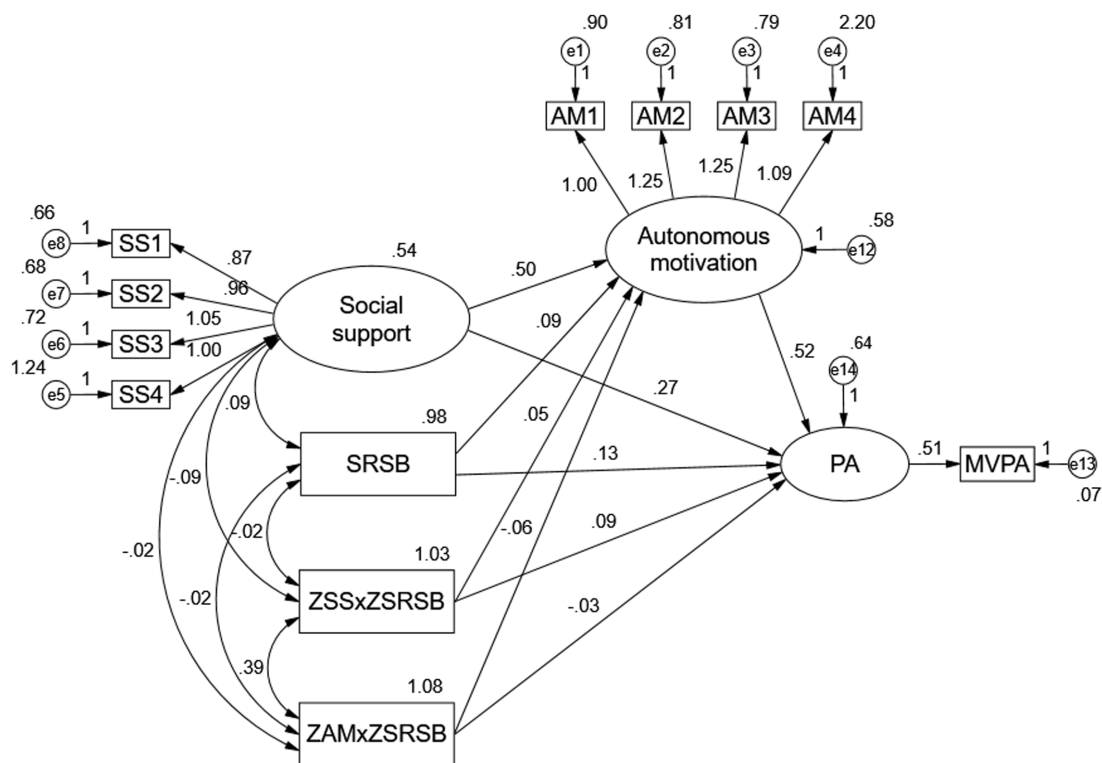 .90 .81 .79 2.20
e1 e2 e3 e4
1 1 1 1
AM1 AM2 AM3 AM4
1.00 1.25 1.25 1.09
.66
e8 1 SS1
.68
e7 1 SS2
.72
e6 1 SS3
1.24
e5 1 SS4
.87
.96
1.05
1.00
.54
Social
support
Autonomous
motivation
1 e12 .58
.50
.09
.52
.27
.05
.13
-.06
.09
-.03
.64
e14
1
PA
.51
MVPA
1 e13
.07
.98
SRSB
1.03
ZSSxZSRSB
1.08
ZAMxZSRSB
.09
-.09
-.02
-.02
-.02
.39